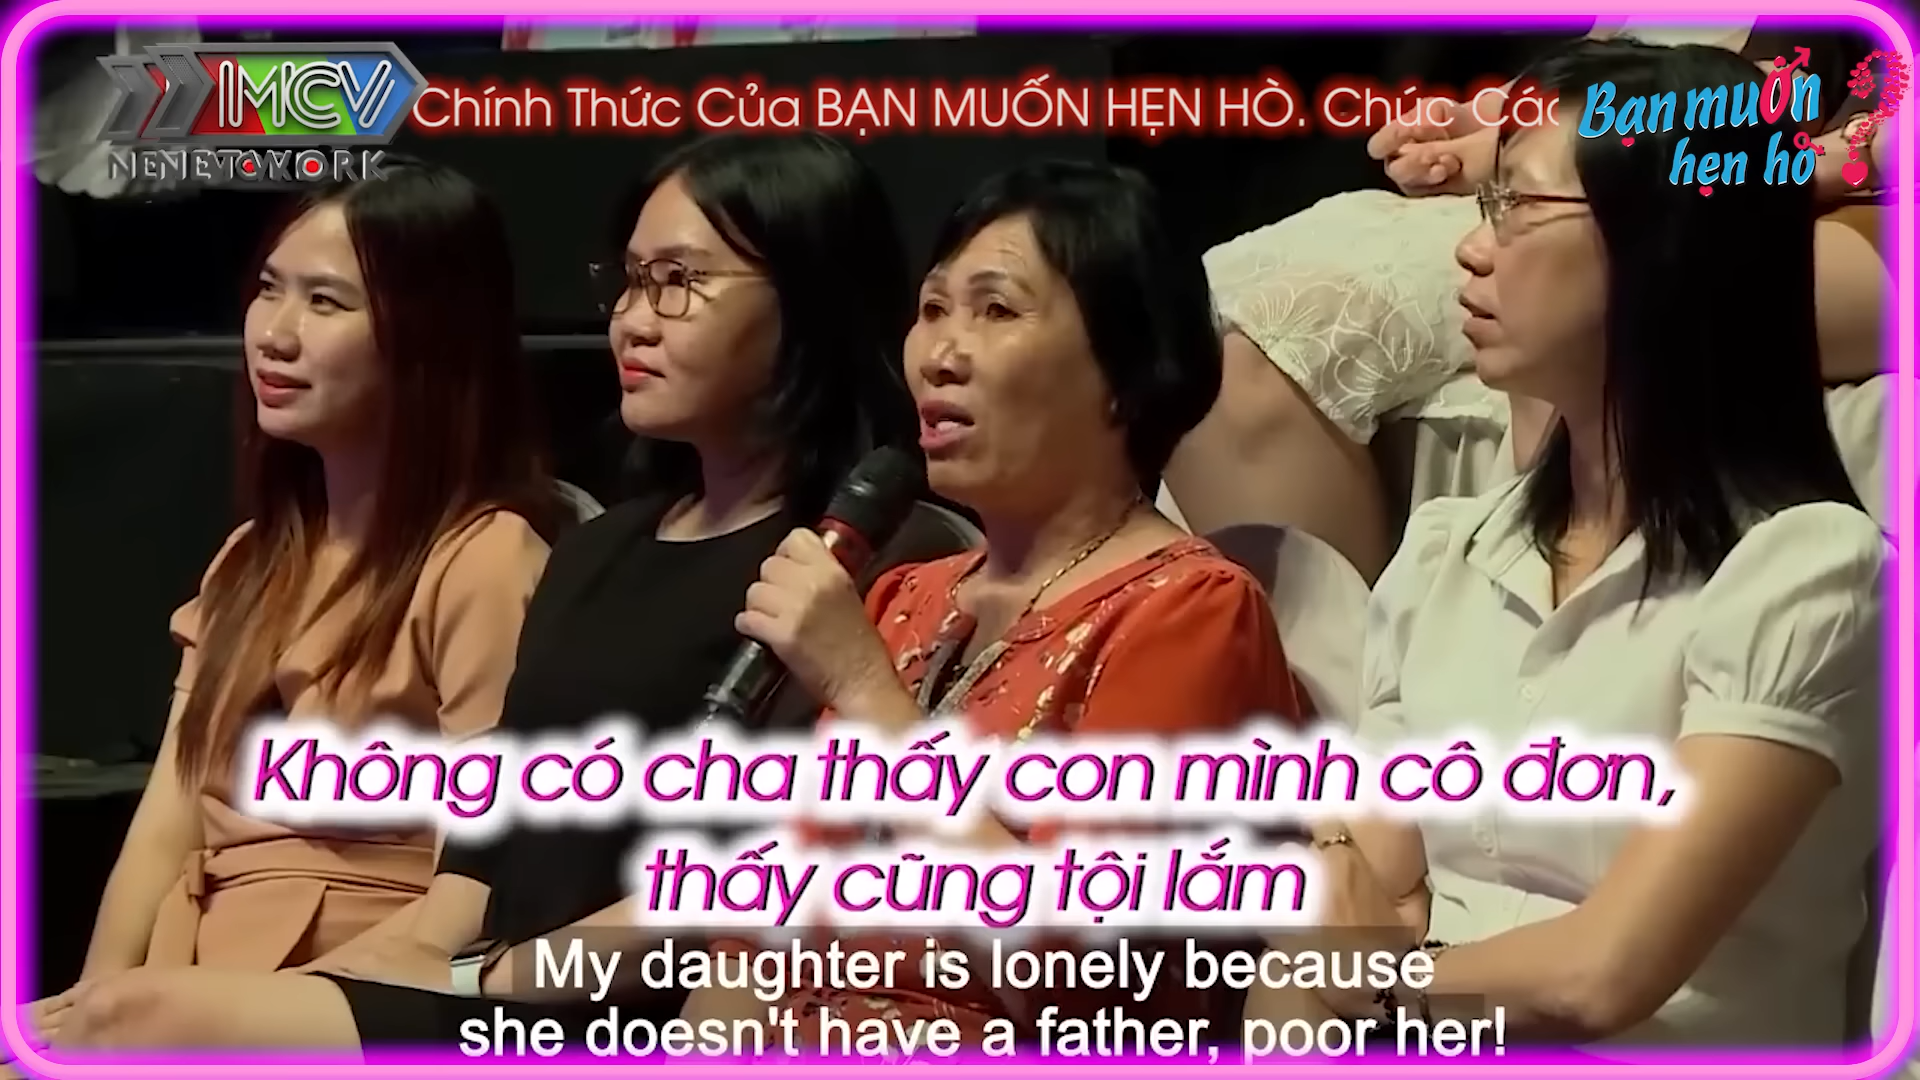 MCV
NETWORK
Chính Thức Của BẠN MUỐN HẸN HÒ. Chúc Các
Bạn muốn
hẹn hò
Không có cha thấy con mình cô đơn,
thấy cũng tội lắm
My daughter is lonely because
she doesn't have a father, poor her!